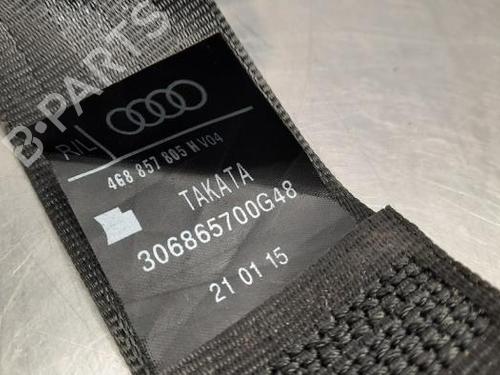 B-PARTS
R/L
4G8 857 805 H V04
TAKATA
306865700G48
21 01 15